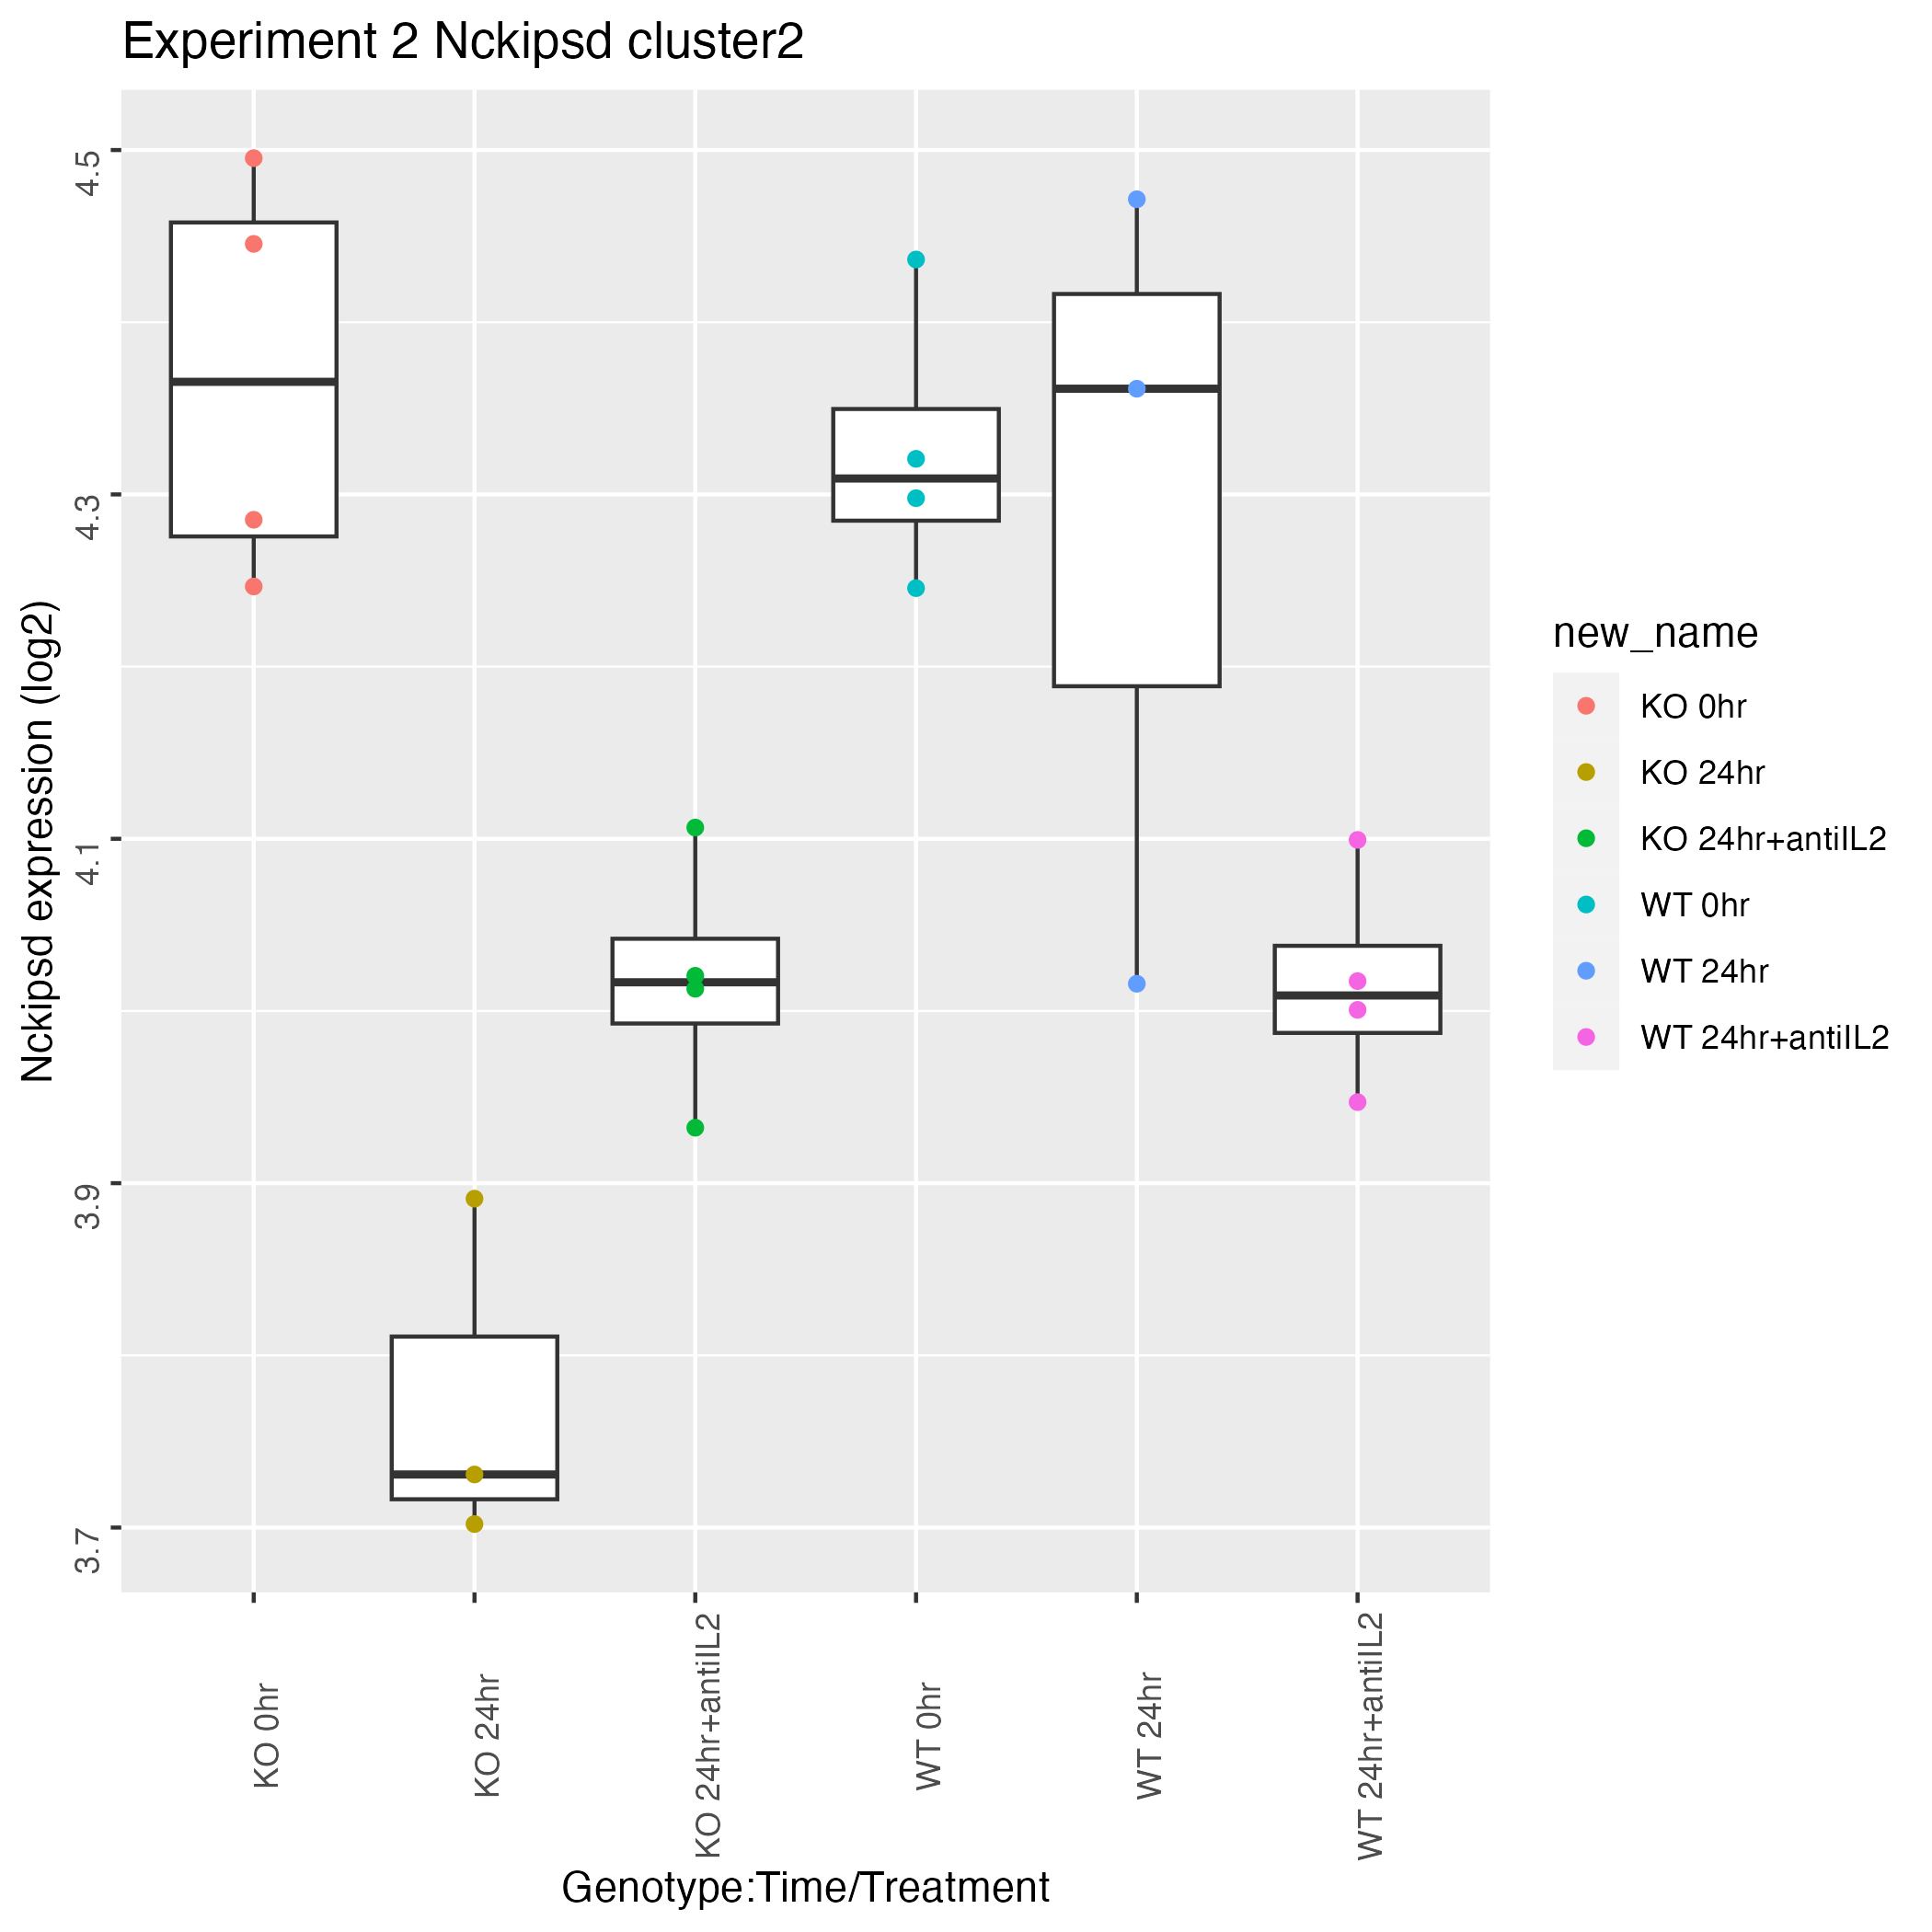 Experiment 2 Nckipsd cluster2
Nckipsd expression (log2)
4.5
4.3
4.1
3.9
3.7
KO 0hr
KO 24hr
KO 24hr+antiIL2
WT 0hr
WT 24hr
WT 24hr+antiIL2
Genotype:Time/Treatment
new_name
KO 0hr
KO 24hr
KO 24hr+antiIL2
WT 0hr
WT 24hr
WT 24hr+antiIL2